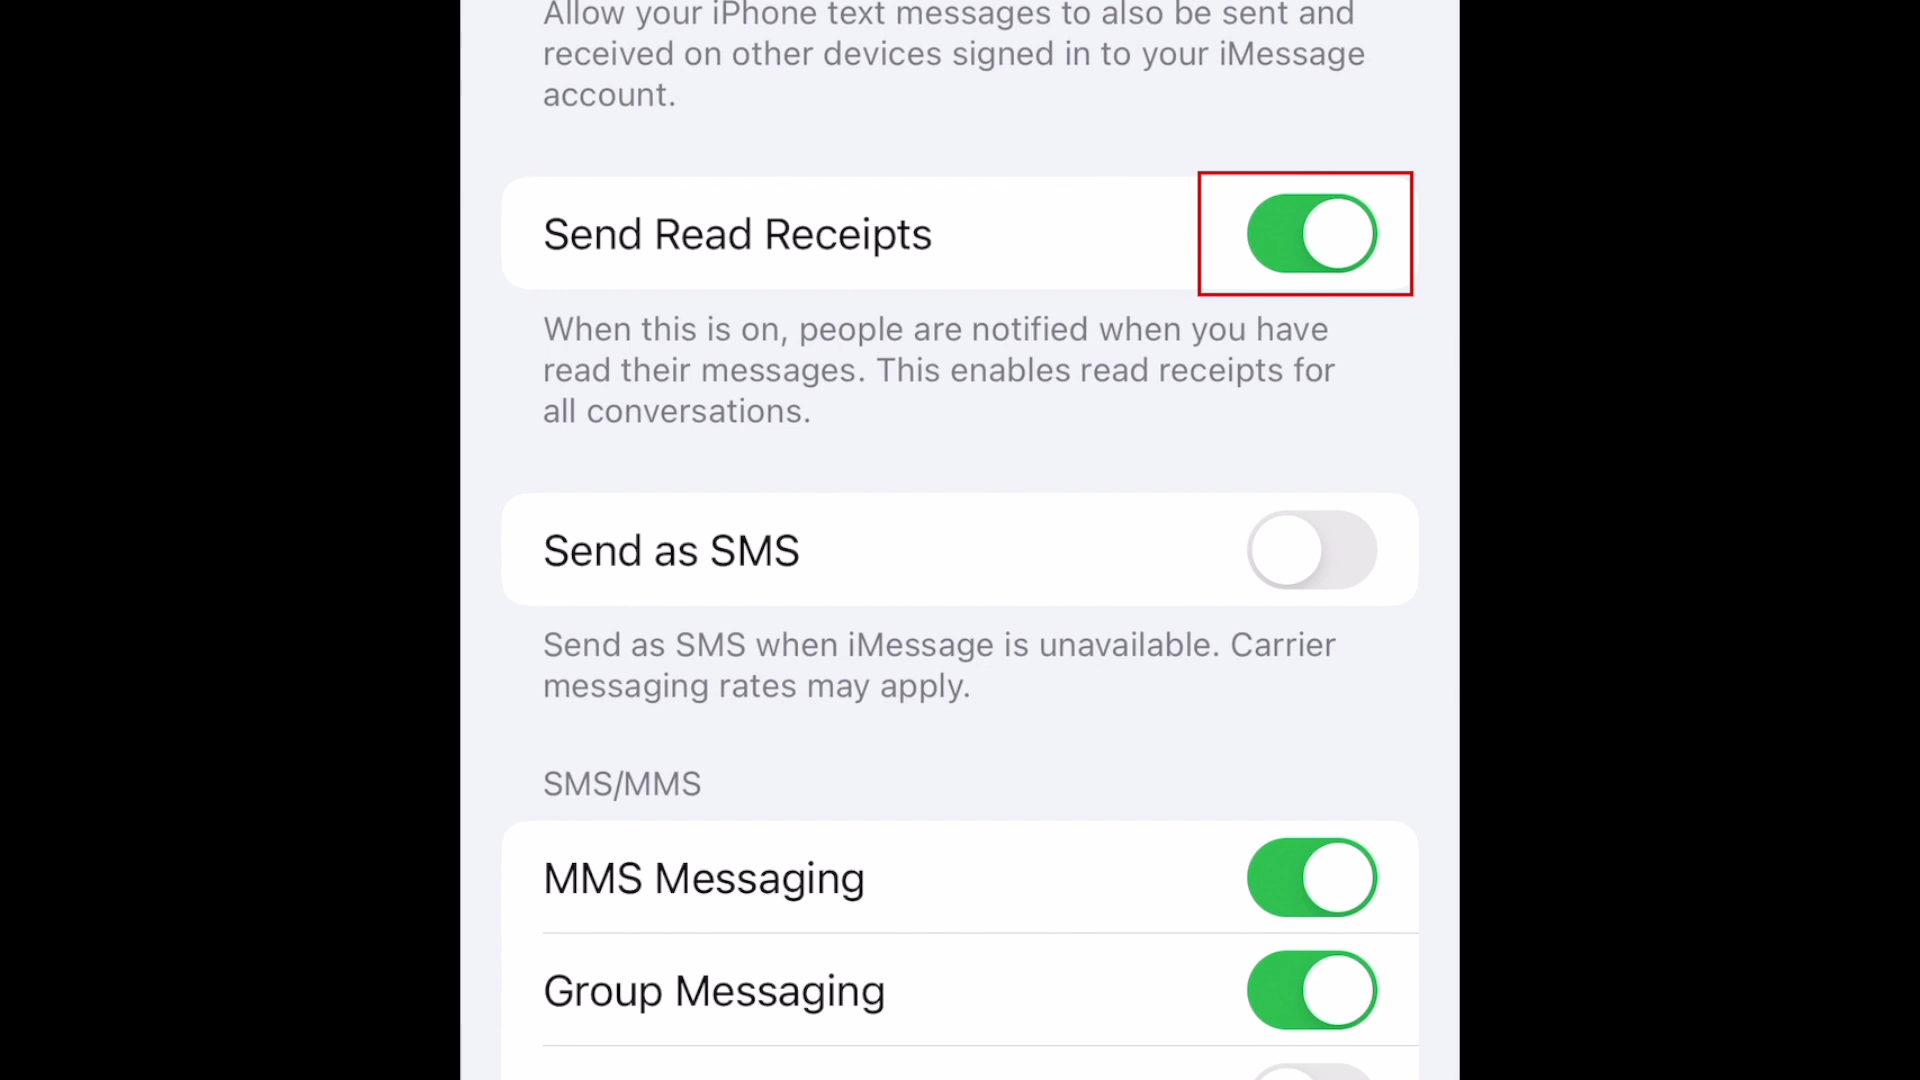 Allow your iPhone text messages to also be sent and
received on other devices signed in to your iMessage
account.
Send Read Receipts
When this is on, people are notified when you have
read their messages. This enables read receipts for
all conversations.
Send as SMS
Send as SMS when iMessage is unavailable. Carrier
messaging rates may apply.
SMS/MMS
MMS Messaging
Group Messaging